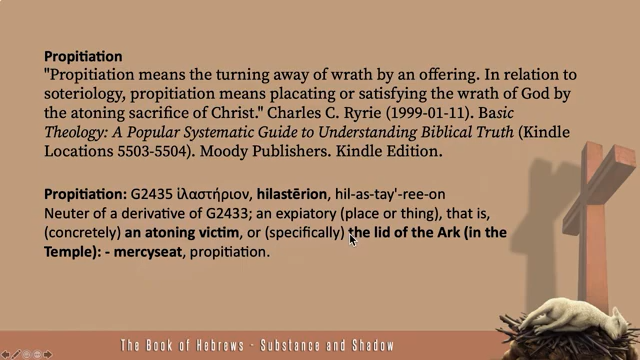 Propitiation
"Propitiation means the turning away of wrath by an offering. In relation to
soteriology, propitiation means placating or satisfying the wrath of God by
the atoning sacrifice of Christ." Charles C. Ryrie (1999-01-11). Basic
Theology: A Popular Systematic Guide to Understanding Biblical Truth (Kindle
Locations 5503-5504). Moody Publishers. Kindle Edition.
Propitiation: G2435 ἱλαστήριον, hilastērion, hil-as-tay'-ree-on
Neuter of a derivative of G2433; an expiatory (place or thing), that is,
(concretely) an atoning victim, or (specifically) the lid of the Ark (in the
Temple): - mercyseat, propitiation.
The Book of Hebrews - Substance and Shadow